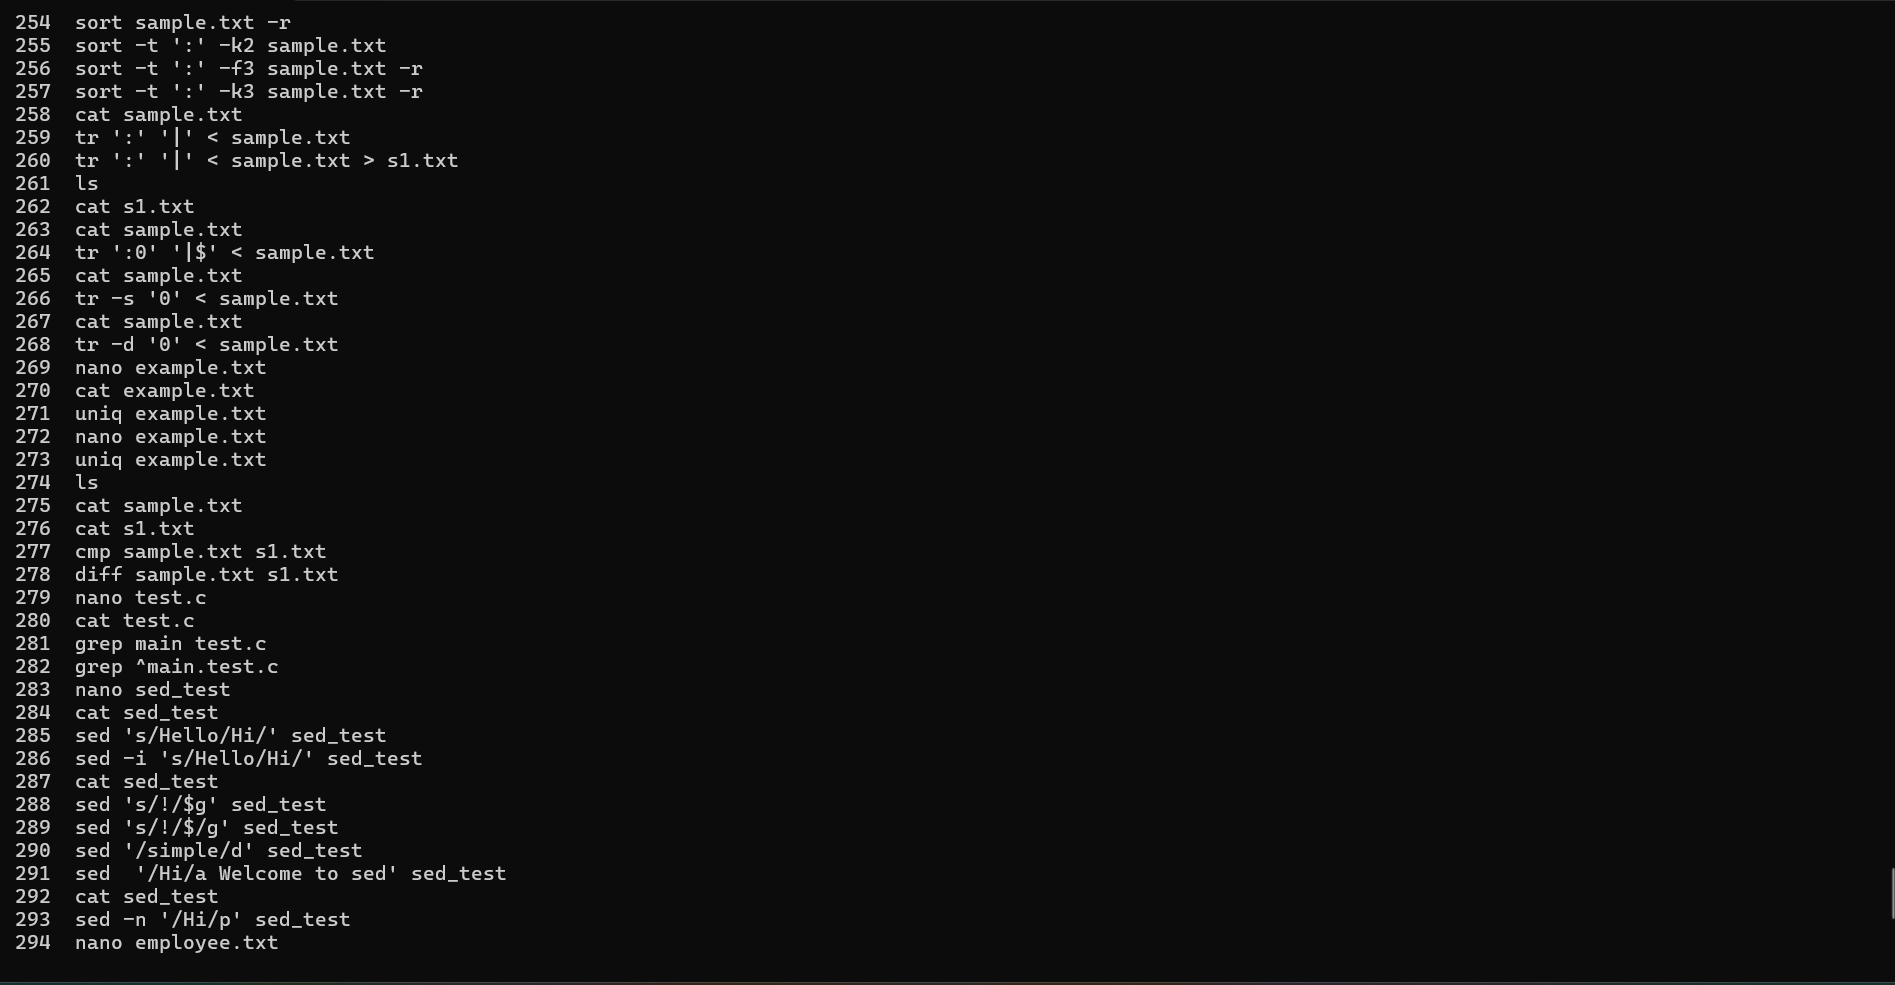 254  sort sample.txt -r
255  sort -t ':' -k2 sample.txt
256  sort -t ':' -f3 sample.txt -r
257  sort -t ':' -k3 sample.txt -r
258  cat sample.txt
259  tr ':' '|' < sample.txt
260  tr ':' '|' < sample.txt > s1.txt
261  ls
262  cat s1.txt
263  cat sample.txt
264  tr ':0' '|$' < sample.txt
265  cat sample.txt
266  tr -s '0' < sample.txt
267  cat sample.txt
268  tr -d '0' < sample.txt
269  nano example.txt
270  cat example.txt
271  uniq example.txt
272  nano example.txt
273  uniq example.txt
274  ls
275  cat sample.txt
276  cat s1.txt
277  cmp sample.txt s1.txt
278  diff sample.txt s1.txt
279  nano test.c
280  cat test.c
281  grep main test.c
282  grep ^main.test.c
283  nano sed_test
284  cat sed_test
285  sed 's/Hello/Hi/' sed_test
286  sed -i 's/Hello/Hi/' sed_test
287  cat sed_test
288  sed 's/!/$g' sed_test
289  sed 's/!/$/g' sed_test
290  sed '/simple/d' sed_test
291  sed  '/Hi/a Welcome to sed' sed_test
292  cat sed_test
293  sed -n '/Hi/p' sed_test
294  nano employee.txt